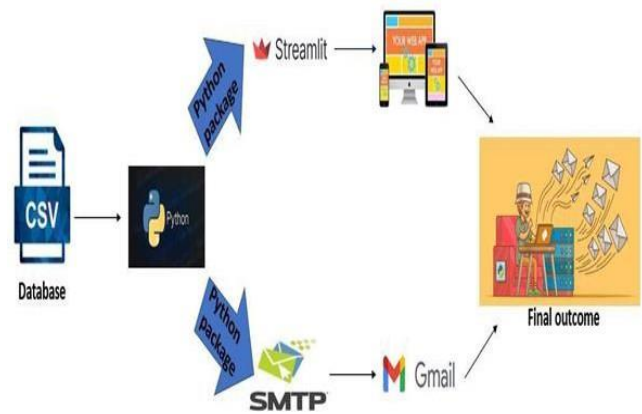 CSV
Database
Python
Python
package
Streamlit
YOUR WEB APP
Python
package
SMTP
Gmail
Final outcome